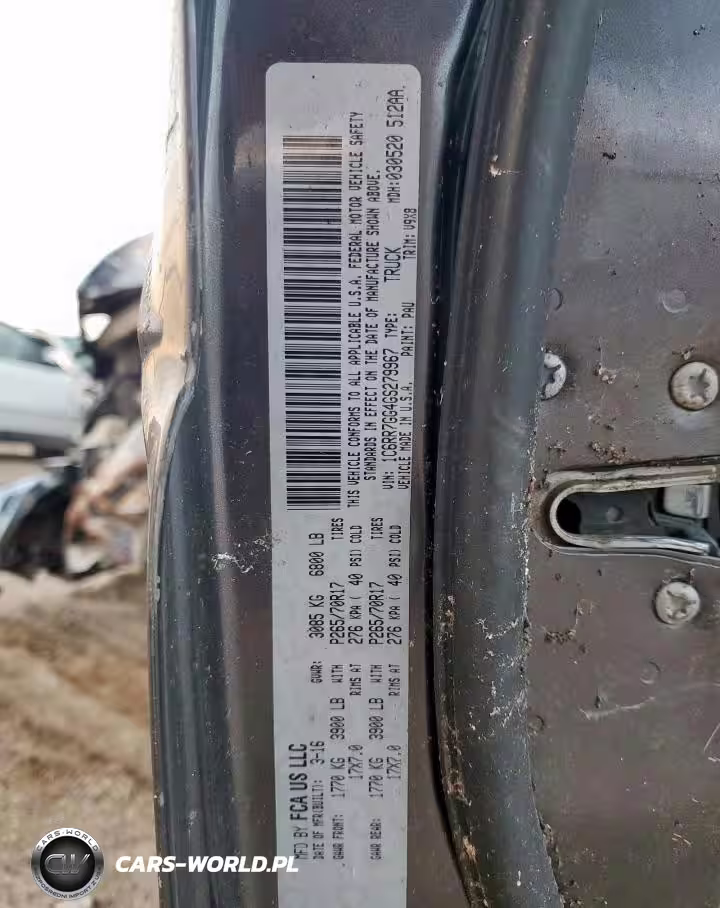 MFD BY FCA US LLC
DATE OF MFR(BUILT): 3-16 GVWR: 3085 KG 6800 LB
GAWR FRONT: 1770 KG 3900 LB WITH P265/70R17 TIRES
17X7.0 RIMS AT 276 KPA ( 40 PSI) COLD
GAWR REAR: 1770 KG 3900 LB WITH P265/70R17 TIRES
17X7.0 RIMS AT 276 KPA ( 40 PSI) COLD
THIS VEHICLE CONFORMS TO ALL APPLICABLE U.S.A. FEDERAL MOTOR VEHICLE SAFETY
STANDARDS IN EFFECT ON THE DATE OF MANUFACTURE SHOWN ABOVE.
VIN: 1C6RR7GG4GS279967 TYPE: TRUCK MDH:030520 512AA
VEHICLE MADE IN U.S.A. PAINT: PAU TRIM: V9X8
CARS-WORLD
CW
CARS-WORLD.PL